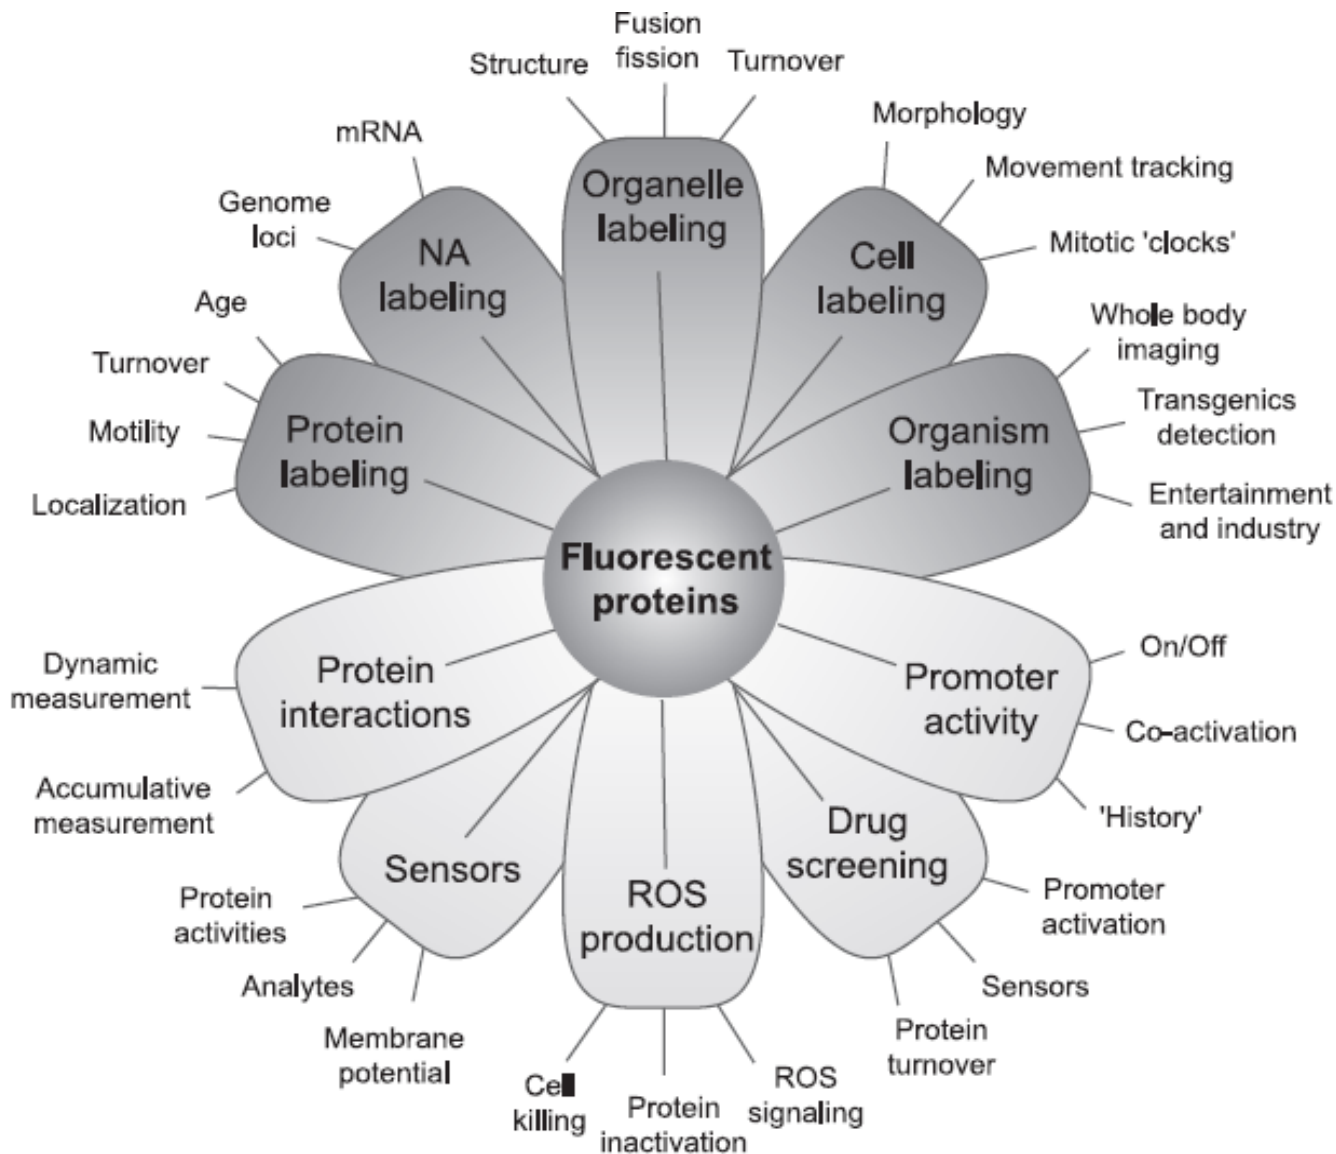 Fusion
fission
Structure
Turnover
Morphology
mRNA
Movement tracking
Organelle
labeling
Genome
loci
NA
labeling
Cell
labeling
Mitotic 'clocks'
Age
Whole body
imaging
Turnover
Transgenics
detection
Motility
Protein
labeling
Organism
labeling
Localization
Entertainment
and industry
Fluorescent
proteins
On/Off
Dynamic
measurement
Protein
interactions
Promoter
activity
Co-activation
Accumulative
measurement
'History'
Sensors
Drug
screening
ROS
production
Protein
activities
Promoter
activation
Analytes
Sensors
Membrane
potential
Protein
turnover
Cell
killing
Protein
inactivation
ROS
signaling